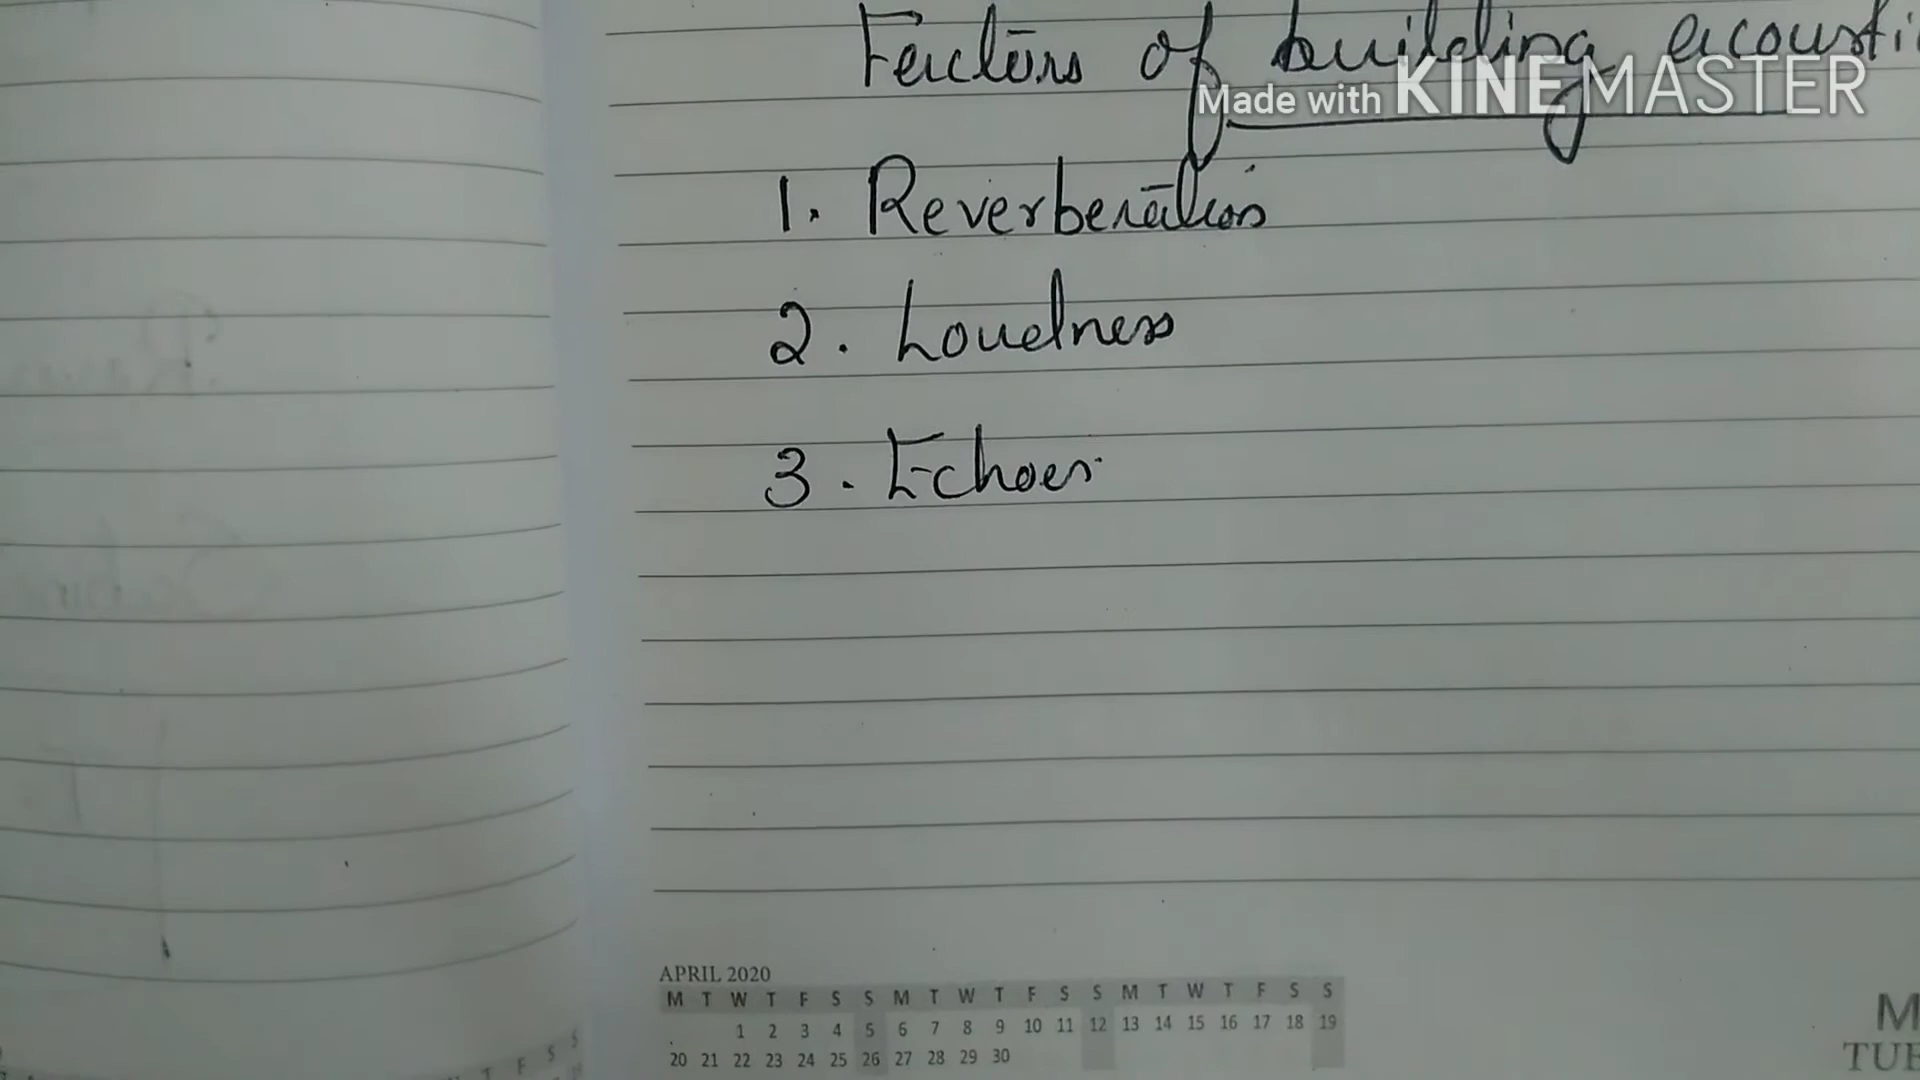 Factors of building acousti
Made with KINEMASTER
1. Reverberation
2. Loudness
3. Echoes
APRIL 2020
M T W T F S S M T W T F S S M T W T F S S
1 2 3 4 5 6 7 8 9 10 11 12 13 14 15 16 17 18 19
20 21 22 23 24 25 26 27 28 29 30
M
TUE
T F S S